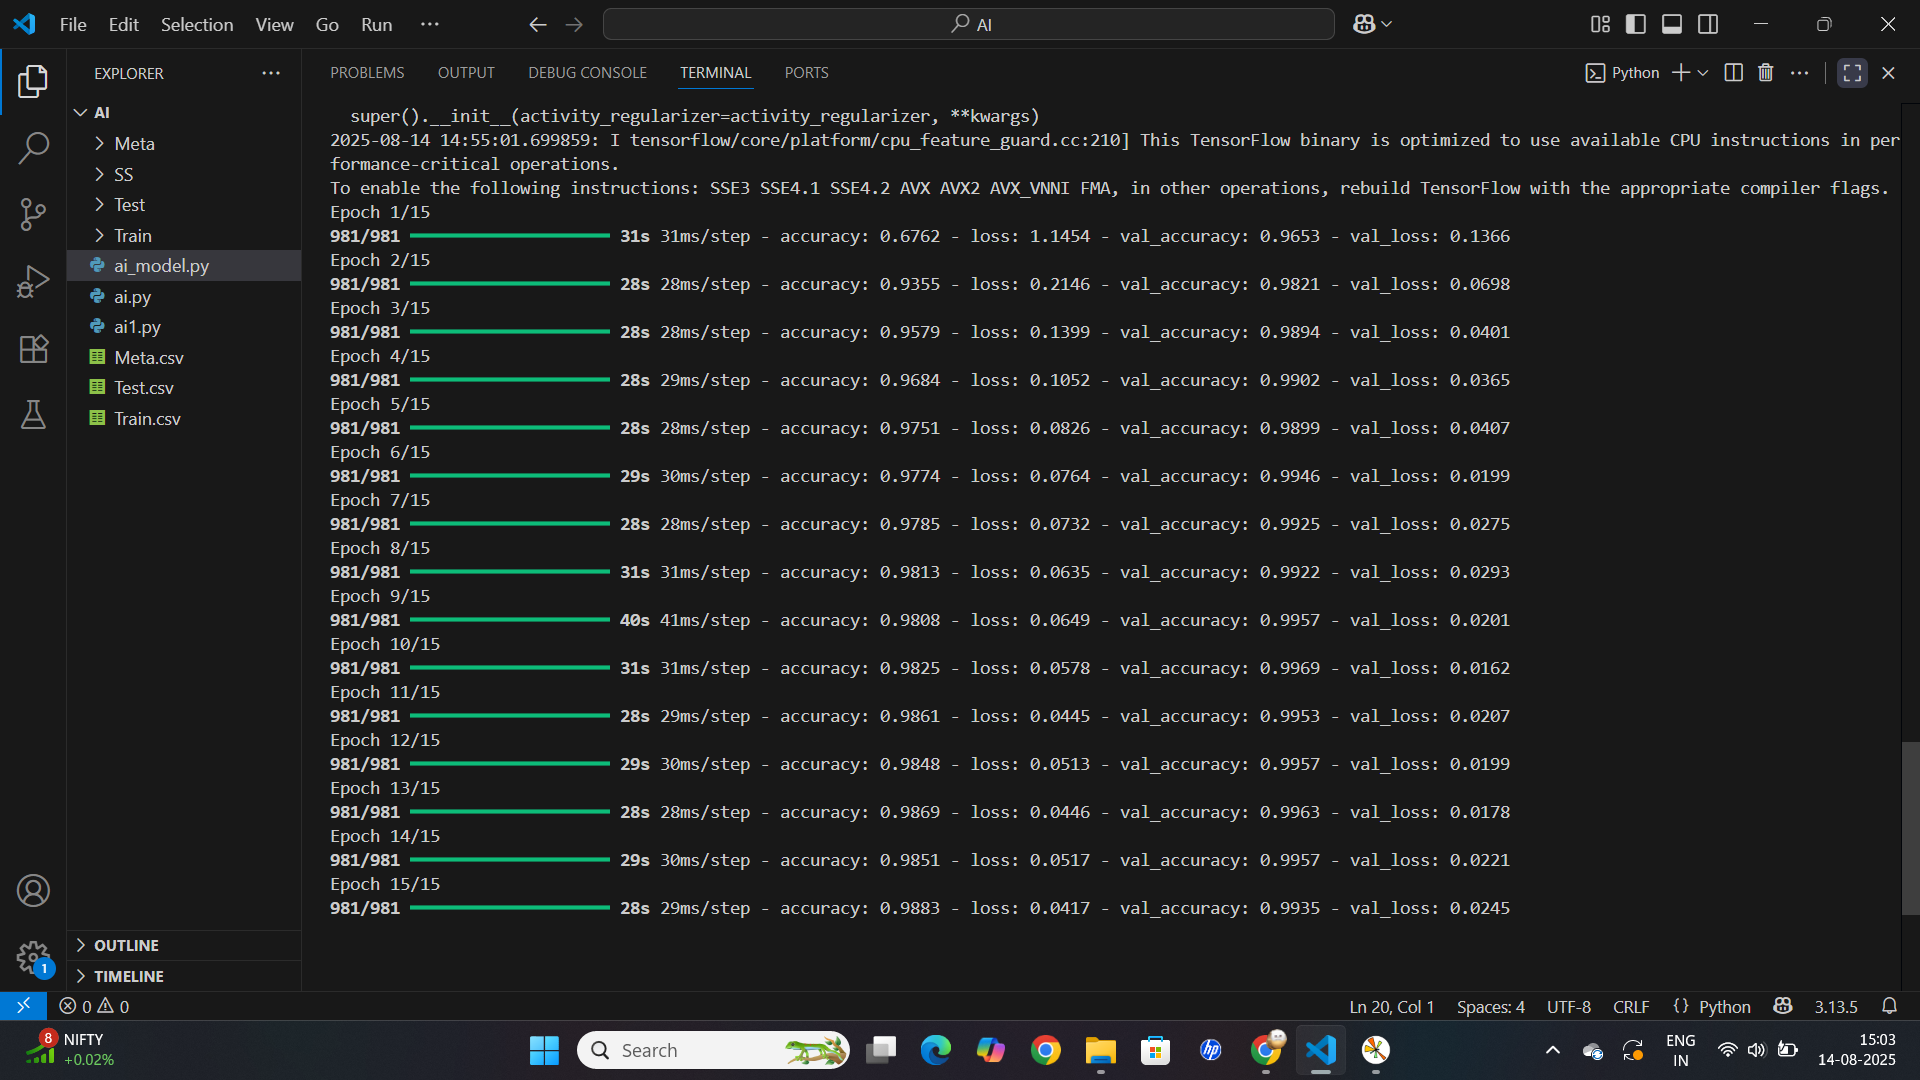 File Edit Selection View Go Run ···
AI
EXPLORER ···
PROBLEMS OUTPUT DEBUG CONSOLE TERMINAL PORTS
Python
AI
Meta
SS
Test
Train
ai_model.py
ai.py
ai1.py
Meta.csv
Test.csv
Train.csv
OUTLINE
TIMELINE
super().__init__(activity_regularizer=activity_regularizer, **kwargs)
2025-08-14 14:55:01.699859: I tensorflow/core/platform/cpu_feature_guard.cc:210] This TensorFlow binary is optimized to use available CPU instructions in per
formance-critical operations.
To enable the following instructions: SSE3 SSE4.1 SSE4.2 AVX AVX2 AVX_VNNI FMA, in other operations, rebuild TensorFlow with the appropriate compiler flags.
Epoch 1/15
981/981 31s 31ms/step - accuracy: 0.6762 - loss: 1.1454 - val_accuracy: 0.9653 - val_loss: 0.1366
Epoch 2/15
981/981 28s 28ms/step - accuracy: 0.9355 - loss: 0.2146 - val_accuracy: 0.9821 - val_loss: 0.0698
Epoch 3/15
981/981 28s 28ms/step - accuracy: 0.9579 - loss: 0.1399 - val_accuracy: 0.9894 - val_loss: 0.0401
Epoch 4/15
981/981 28s 29ms/step - accuracy: 0.9684 - loss: 0.1052 - val_accuracy: 0.9902 - val_loss: 0.0365
Epoch 5/15
981/981 28s 28ms/step - accuracy: 0.9751 - loss: 0.0826 - val_accuracy: 0.9899 - val_loss: 0.0407
Epoch 6/15
981/981 29s 30ms/step - accuracy: 0.9774 - loss: 0.0764 - val_accuracy: 0.9946 - val_loss: 0.0199
Epoch 7/15
981/981 28s 28ms/step - accuracy: 0.9785 - loss: 0.0732 - val_accuracy: 0.9925 - val_loss: 0.0275
Epoch 8/15
981/981 31s 31ms/step - accuracy: 0.9813 - loss: 0.0635 - val_accuracy: 0.9922 - val_loss: 0.0293
Epoch 9/15
981/981 40s 41ms/step - accuracy: 0.9808 - loss: 0.0649 - val_accuracy: 0.9957 - val_loss: 0.0201
Epoch 10/15
981/981 31s 31ms/step - accuracy: 0.9825 - loss: 0.0578 - val_accuracy: 0.9969 - val_loss: 0.0162
Epoch 11/15
981/981 28s 29ms/step - accuracy: 0.9861 - loss: 0.0445 - val_accuracy: 0.9953 - val_loss: 0.0207
Epoch 12/15
981/981 29s 30ms/step - accuracy: 0.9848 - loss: 0.0513 - val_accuracy: 0.9957 - val_loss: 0.0199
Epoch 13/15
981/981 28s 28ms/step - accuracy: 0.9869 - loss: 0.0446 - val_accuracy: 0.9963 - val_loss: 0.0178
Epoch 14/15
981/981 29s 30ms/step - accuracy: 0.9851 - loss: 0.0517 - val_accuracy: 0.9957 - val_loss: 0.0221
Epoch 15/15
981/981 28s 29ms/step - accuracy: 0.9883 - loss: 0.0417 - val_accuracy: 0.9935 - val_loss: 0.0245
1
0 0
Ln 20, Col 1 Spaces: 4 UTF-8 CRLF {} Python 3.13.5
8 NIFTY
+0.02%
Search
hp
ENG
IN
15:03
14-08-2025